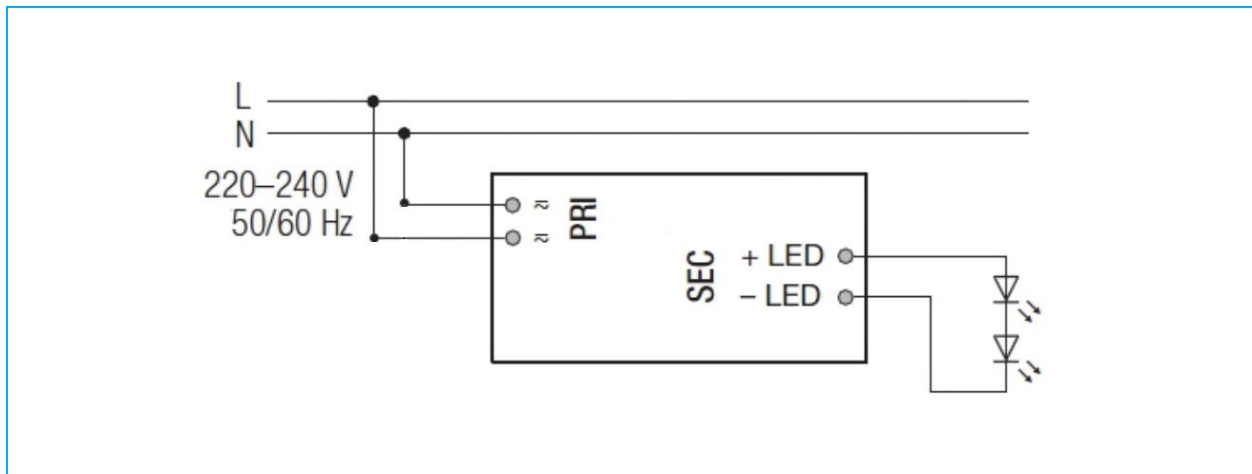 L
N
220–240 V
50/60 Hz
≈
≈
PRI
SEC
+ LED
– LED